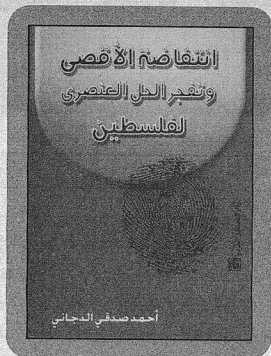 انتفاضة الأقصى
وتفجر الحل العنصري
لفلسطين
أحمد صدقي الدجاني